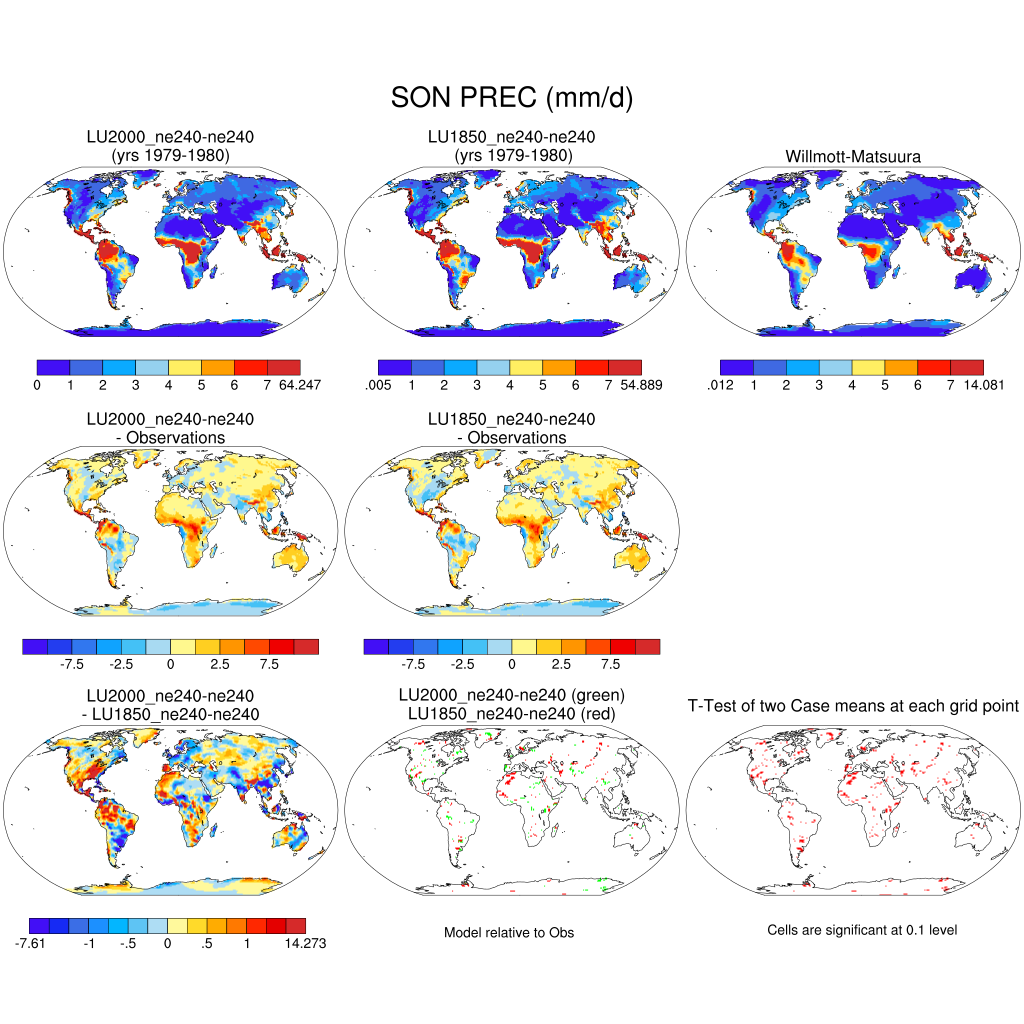 SON PREC (mm/d)
LU2000_ne240-ne240
(yrs 1979-1980)
LU1850_ne240-ne240
(yrs 1979-1980)
Willmott-Matsuura
0 1 2 3 4 5 6 7 64.247
.005 1 2 3 4 5 6 7 54.889
.012 1 2 3 4 5 6 7 14.081
LU2000_ne240-ne240
- Observations
LU1850_ne240-ne240
- Observations
-7.5 -2.5 0 2.5 7.5
-7.5 -2.5 0 2.5 7.5
LU2000_ne240-ne240
- LU1850_ne240-ne240
LU2000_ne240-ne240 (green)
LU1850_ne240-ne240 (red)
T-Test of two Case means at each grid point
-7.61 -1 -.5 0 .5 1 14.273
Model relative to Obs
Cells are significant at 0.1 level